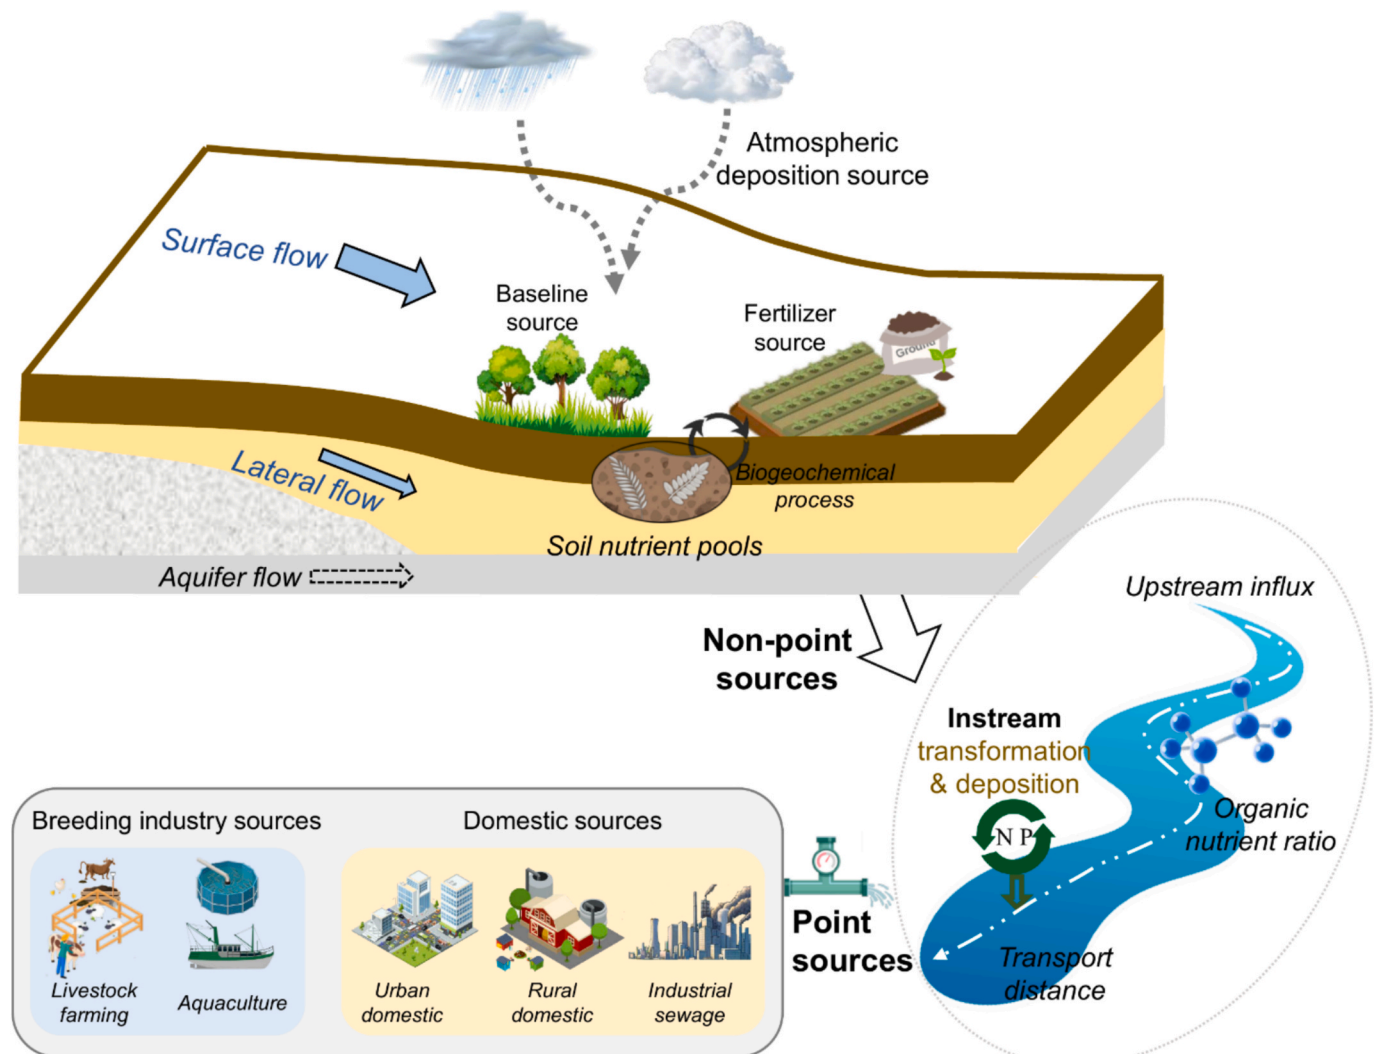 Atmospheric
deposition source
Surface flow
Baseline
source
Fertilizer
source
Ground
Lateral flow
Biogeochemical
process
Soil nutrient pools
Aquifer flow
Upstream influx
Non-point
sources
Instream
transformation
& deposition
N P
Organic
nutrient ratio
Transport
distance
Point
sources
Breeding industry sources
Domestic sources
Livestock
farming
Aquaculture
Urban
domestic
Rural
domestic
Industrial
sewage